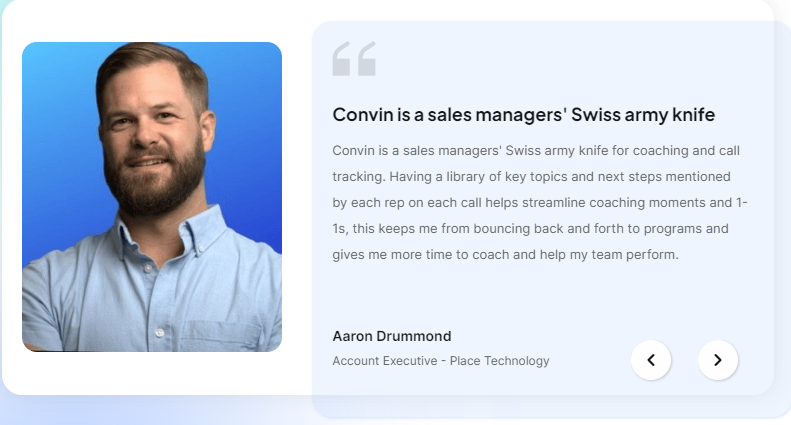 Convin is a sales managers' Swiss army knife
Convin is a sales managers' Swiss army knife for coaching and call
tracking. Having a library of key topics and next steps mentioned
by each rep on each call helps streamline coaching moments and 1-
1s, this keeps me from bouncing back and forth to programs and
gives me more time to coach and help my team perform.
Aaron Drummond
Account Executive - Place Technology